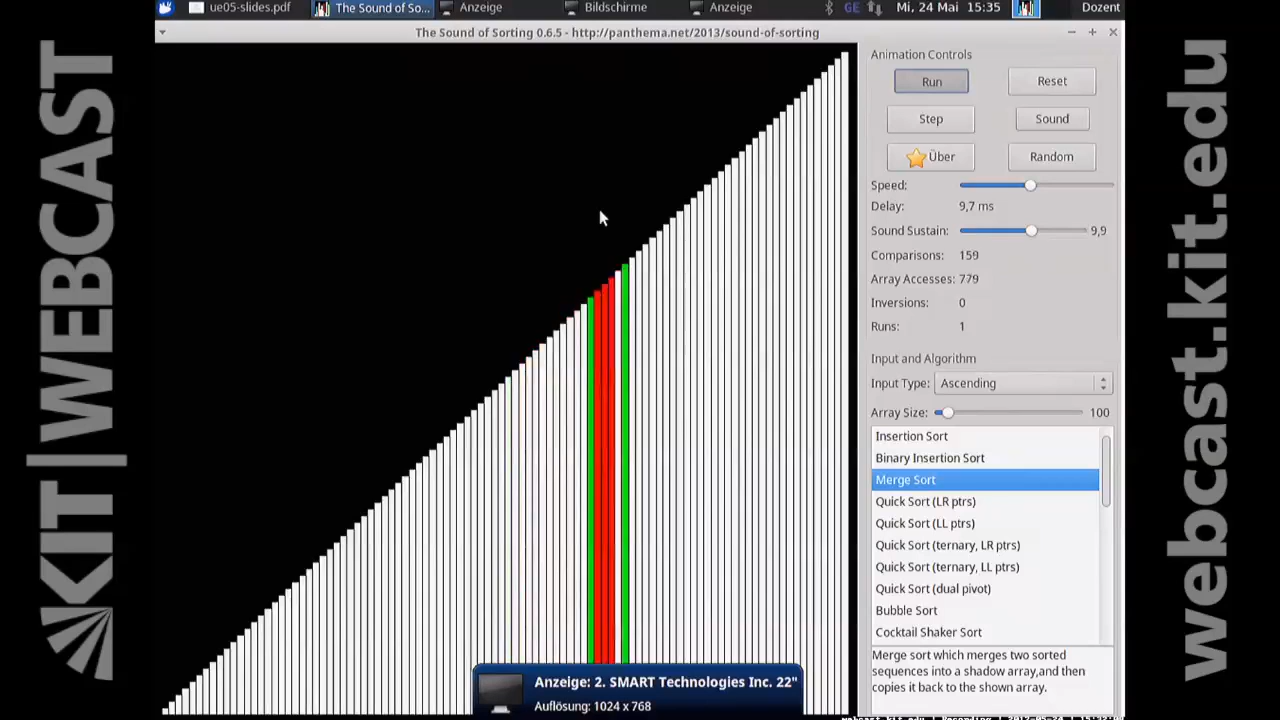 ue05-slides.pdf
The Sound of So...
Anzeige
Bildschirme
Anzeige
GE
Mi, 24 Mai
15:35
Dozent
The Sound of Sorting 0.6.5 - http://panthema.net/2013/sound-of-sorting
KIT | WEBCAST
webcast.kit.edu
Animation Controls
Run
Reset
Step
Sound
Über
Random
Speed:
Delay: 9,7 ms
Sound Sustain: 9,9
Comparisons: 159
Array Accesses: 779
Inversions: 0
Runs: 1
Input and Algorithm
Input Type: Ascending
Array Size: 100
Insertion Sort
Binary Insertion Sort
Merge Sort
Quick Sort (LR ptrs)
Quick Sort (LL ptrs)
Quick Sort (ternary, LR ptrs)
Quick Sort (ternary, LL ptrs)
Quick Sort (dual pivot)
Bubble Sort
Cocktail Shaker Sort
Merge sort which merges two sorted
sequences into a shadow array,and then
copies it back to the shown array.
Anzeige: 2. SMART Technologies Inc. 22"
Auflösung: 1024 x 768